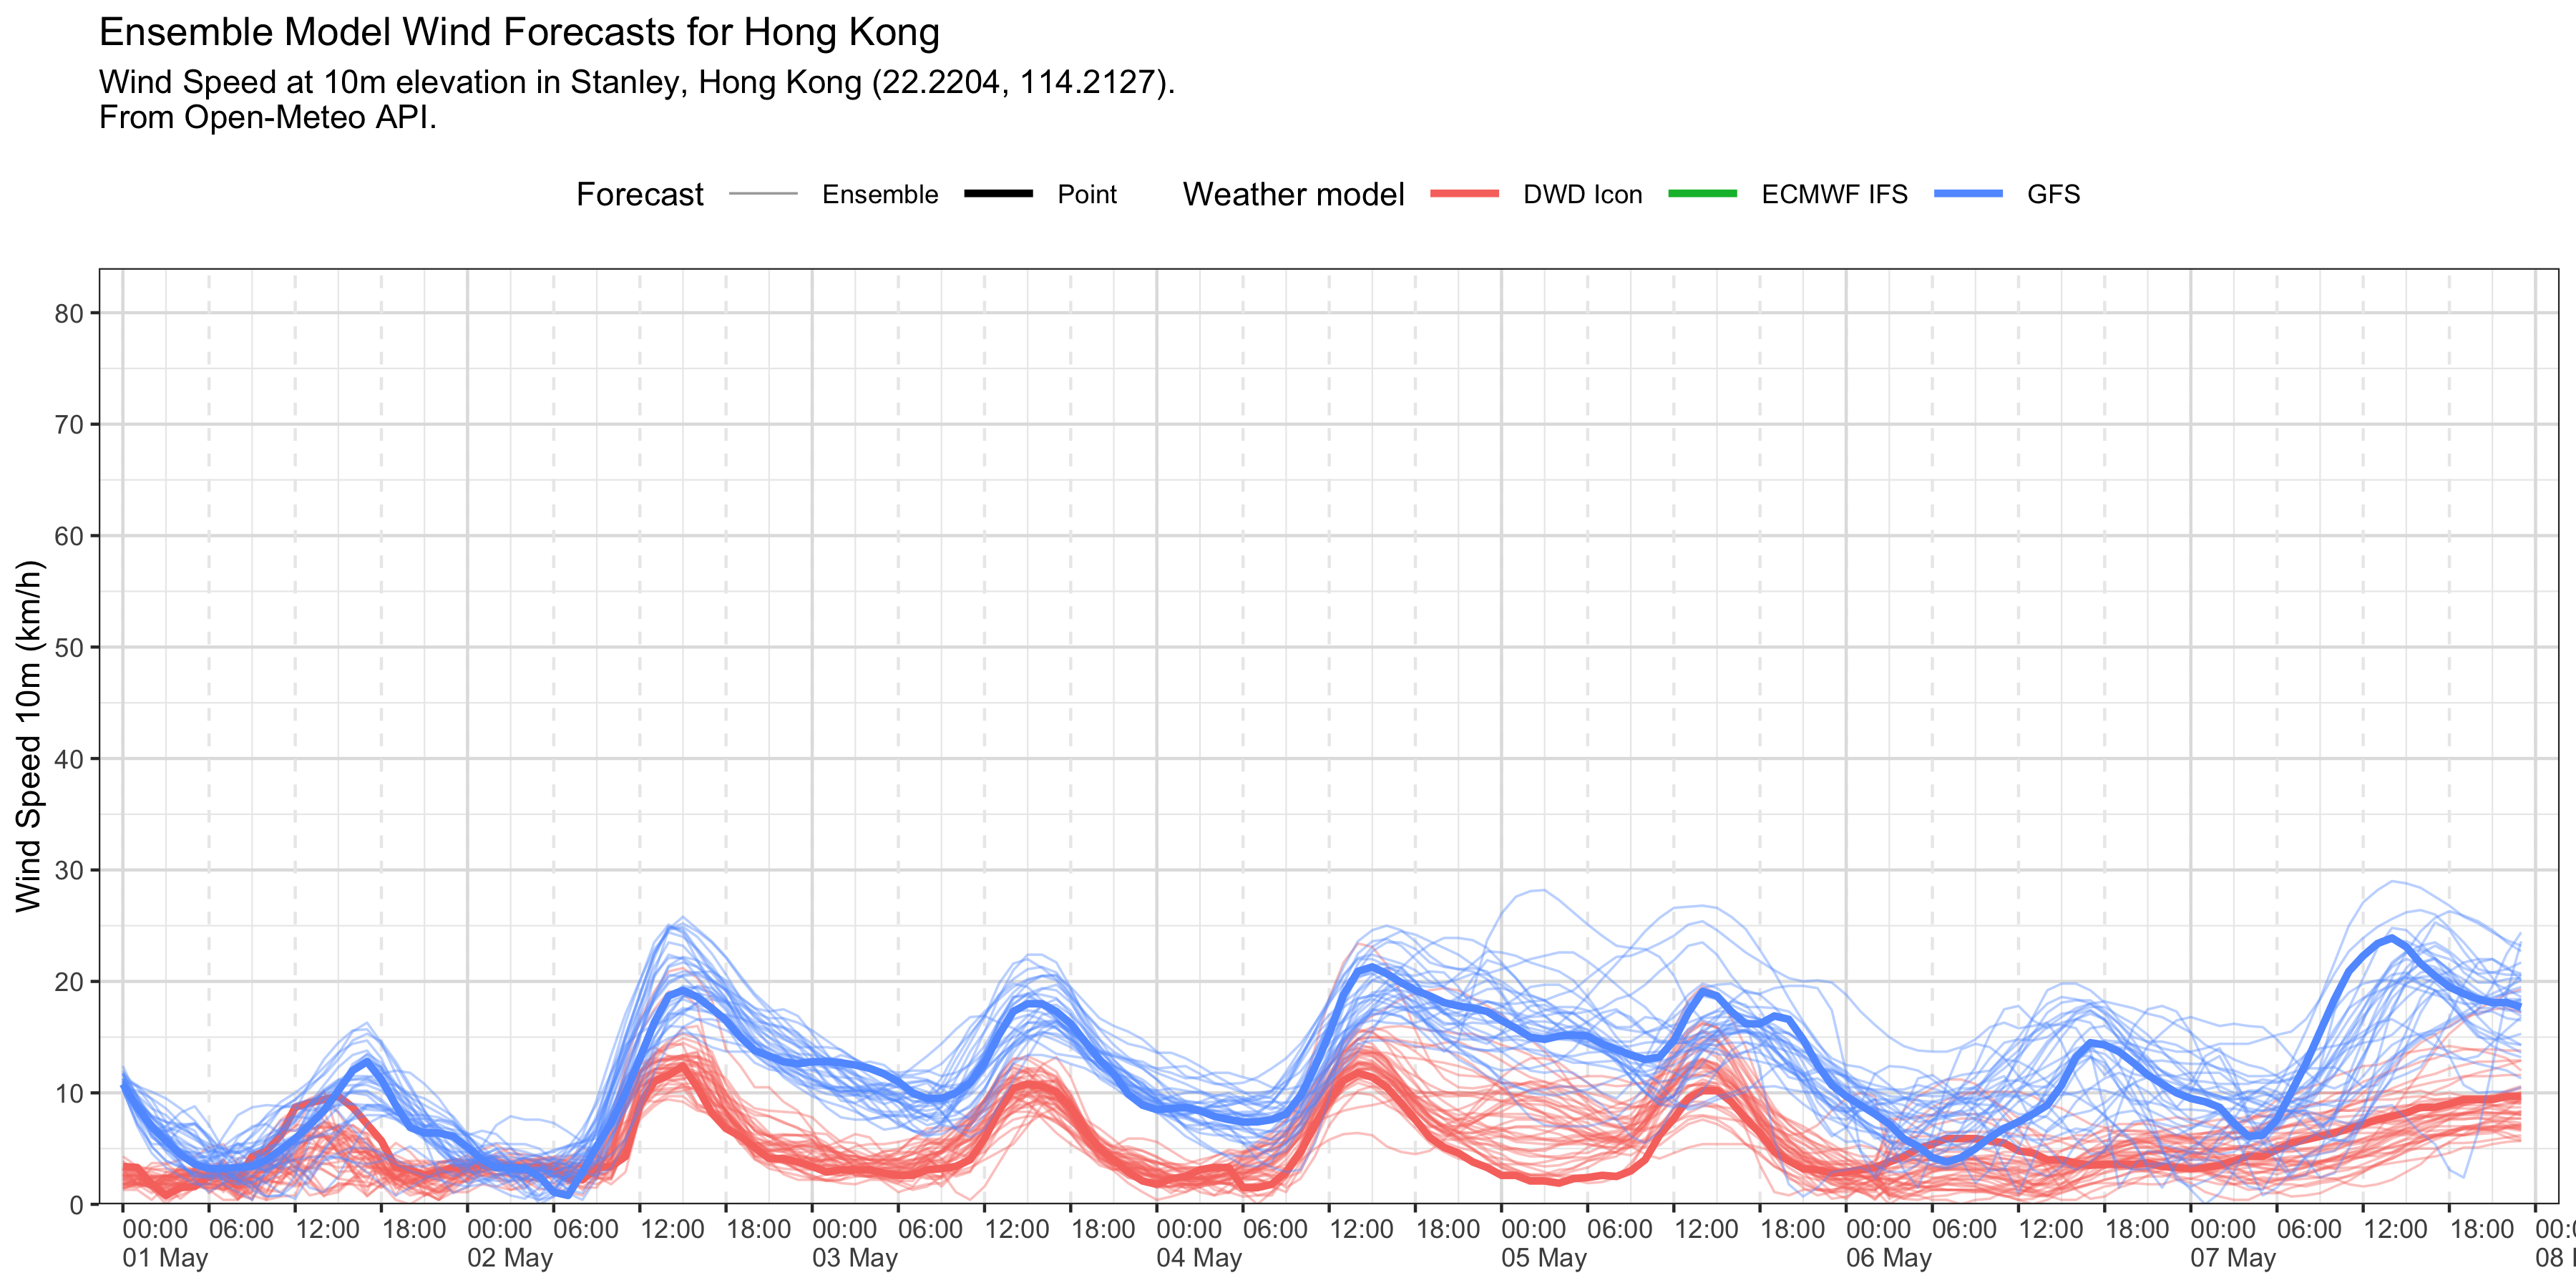 Ensemble Model Wind Forecasts for Hong Kong
Wind Speed at 10m elevation in Stanley, Hong Kong (22.2204, 114.2127).
From Open-Meteo API.
Forecast Ensemble Point Weather model DWD Icon ECMWF IFS GFS
Wind Speed 10m (km/h)
80
70
60
50
40
30
20
10
0
00:00 06:00 12:00 18:00 00:00 06:00 12:00 18:00 00:00 06:00 12:00 18:00 00:00 06:00 12:00 18:00 00:00 06:00 12:00 18:00 00:00 06:00 12:00 18:00 00:00 06:00 12:00 18:00
01 May 02 May 03 May 04 May 05 May 06 May 07 May 08